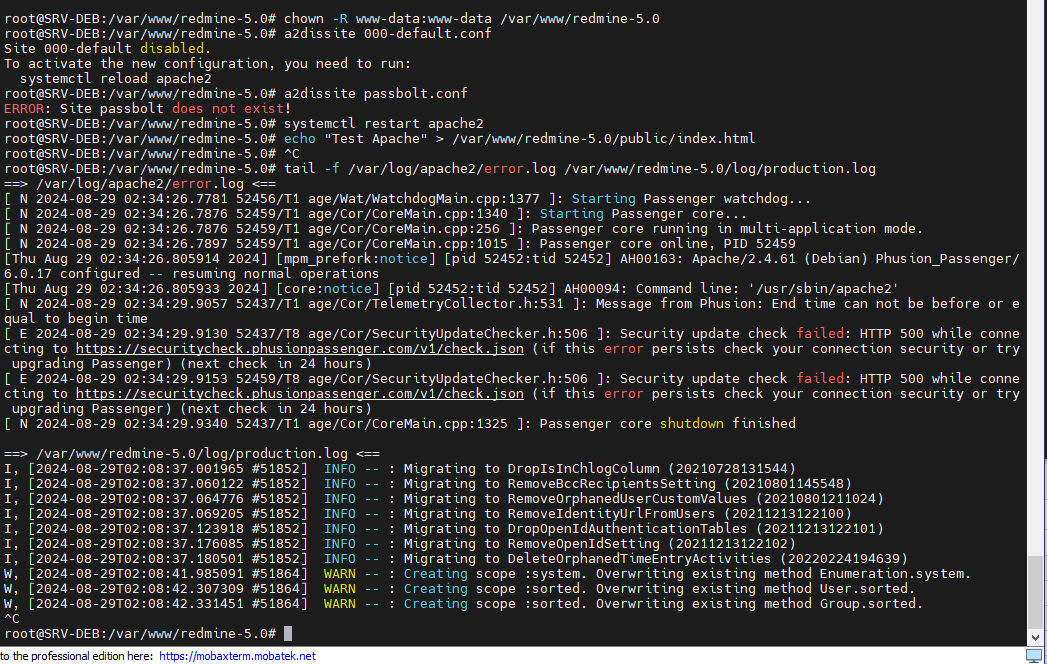 root@SRV-DEB:/var/www/redmine-5.0# chown -R www-data:www-data /var/www/redmine-5.0
root@SRV-DEB:/var/www/redmine-5.0# a2dissite 000-default.conf
Site 000-default disabled.
To activate the new configuration, you need to run:
  systemctl reload apache2
root@SRV-DEB:/var/www/redmine-5.0# a2dissite passbolt.conf
ERROR: Site passbolt does not exist!
root@SRV-DEB:/var/www/redmine-5.0# systemctl restart apache2
root@SRV-DEB:/var/www/redmine-5.0# echo "Test Apache" > /var/www/redmine-5.0/public/index.html
root@SRV-DEB:/var/www/redmine-5.0# ^C
root@SRV-DEB:/var/www/redmine-5.0# tail -f /var/log/apache2/error.log /var/www/redmine-5.0/log/production.log
==> /var/log/apache2/error.log <==
[ N 2024-08-29 02:34:26.7781 52456/T1 age/Wat/WatchdogMain.cpp:1377 ]: Starting Passenger watchdog...
[ N 2024-08-29 02:34:26.7876 52459/T1 age/Cor/CoreMain.cpp:1340 ]: Starting Passenger core...
[ N 2024-08-29 02:34:26.7876 52459/T1 age/Cor/CoreMain.cpp:256 ]: Passenger core running in multi-application mode.
[ N 2024-08-29 02:34:26.7897 52459/T1 age/Cor/CoreMain.cpp:1015 ]: Passenger core online, PID 52459
[Thu Aug 29 02:34:26.805914 2024] [mpm_prefork:notice] [pid 52452:tid 52452] AH00163: Apache/2.4.61 (Debian) Phusion_Passenger/
6.0.17 configured -- resuming normal operations
[Thu Aug 29 02:34:26.805933 2024] [core:notice] [pid 52452:tid 52452] AH00094: Command line: '/usr/sbin/apache2'
[ N 2024-08-29 02:34:29.9057 52437/T1 age/Cor/TelemetryCollector.h:531 ]: Message from Phusion: End time can not be before or e
qual to begin time
[ E 2024-08-29 02:34:29.9130 52437/T8 age/Cor/SecurityUpdateChecker.h:506 ]: Security update check failed: HTTP 500 while conne
cting to https://securitycheck.phusionpassenger.com/v1/check.json (if this error persists check your connection security or try
 upgrading Passenger) (next check in 24 hours)
[ E 2024-08-29 02:34:29.9153 52459/T8 age/Cor/SecurityUpdateChecker.h:506 ]: Security update check failed: HTTP 500 while conne
cting to https://securitycheck.phusionpassenger.com/v1/check.json (if this error persists check your connection security or try
 upgrading Passenger) (next check in 24 hours)
[ N 2024-08-29 02:34:29.9340 52437/T1 age/Cor/CoreMain.cpp:1325 ]: Passenger core shutdown finished

==> /var/www/redmine-5.0/log/production.log <==
I, [2024-08-29T02:08:37.001965 #51852]  INFO -- : Migrating to DropIsInChlogColumn (20210728131544)
I, [2024-08-29T02:08:37.060122 #51852]  INFO -- : Migrating to RemoveBccRecipientsSetting (20210801145548)
I, [2024-08-29T02:08:37.064776 #51852]  INFO -- : Migrating to RemoveOrphanedUserCustomValues (20210801211024)
I, [2024-08-29T02:08:37.069205 #51852]  INFO -- : Migrating to RemoveIdentityUrlFromUsers (20211213122100)
I, [2024-08-29T02:08:37.123918 #51852]  INFO -- : Migrating to DropOpenIdAuthenticationTables (20211213122101)
I, [2024-08-29T02:08:37.176085 #51852]  INFO -- : Migrating to RemoveOpenIdSetting (20211213122102)
I, [2024-08-29T02:08:37.180501 #51852]  INFO -- : Migrating to DeleteOrphanedTimeEntryActivities (20220224194639)
W, [2024-08-29T02:08:41.985091 #51864]  WARN -- : Creating scope :system. Overwriting existing method Enumeration.system.
W, [2024-08-29T02:08:42.307309 #51864]  WARN -- : Creating scope :sorted. Overwriting existing method User.sorted.
W, [2024-08-29T02:08:42.331451 #51864]  WARN -- : Creating scope :sorted. Overwriting existing method Group.sorted.
^C
root@SRV-DEB:/var/www/redmine-5.0#
to the professional edition here: https://mobaxterm.mobatek.net